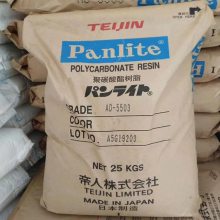 TEIJIN
Panlite®
POLYCARBONATE RESIN
聚碳酸酯树脂
パンライト®
GRADE AD-5503
COLOR
LOT NO. A5G19203
NET 25 KGS
帝人株式会社
TEIJIN LIMITED
MADE IN JAPAN
日本製造